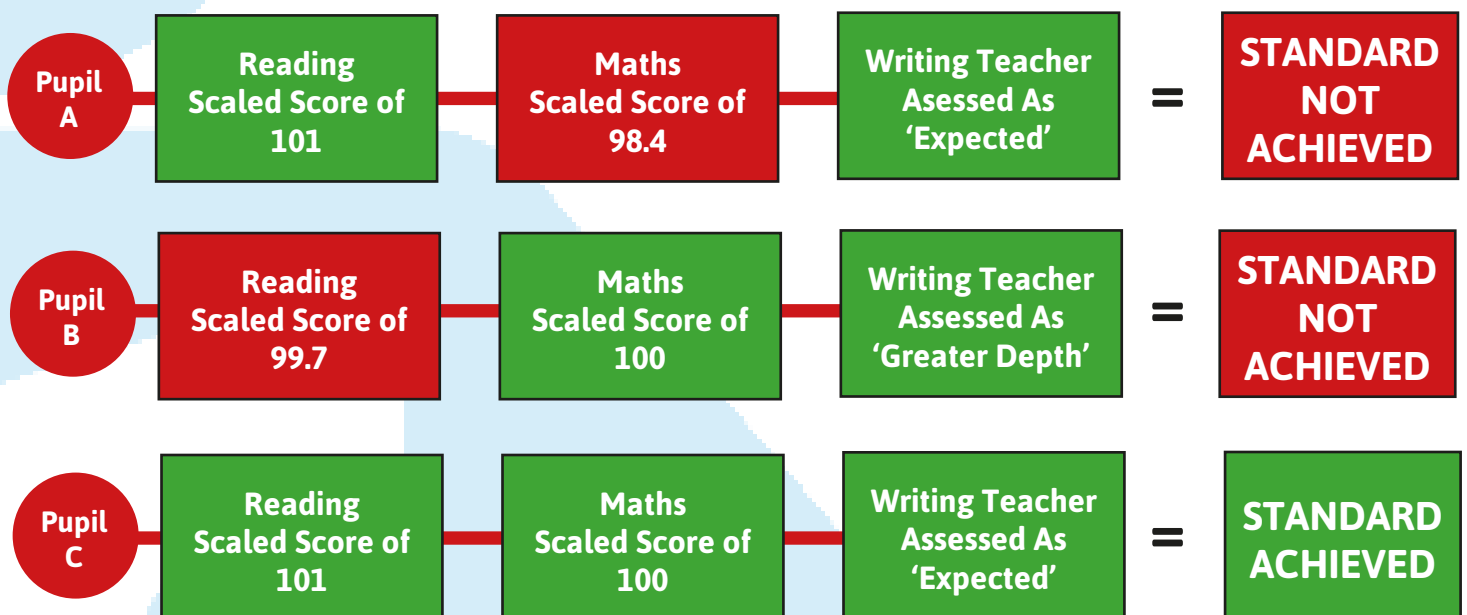 Pupil
A
Reading
Scaled Score of
101
Maths
Scaled Score of
98.4
Writing Teacher
Asessed As
‘Expected’
=
STANDARD
NOT
ACHIEVED
Pupil
B
Reading
Scaled Score of
99.7
Maths
Scaled Score of
100
Writing Teacher
Assessed As
‘Greater Depth’
=
STANDARD
NOT
ACHIEVED
Pupil
C
Reading
Scaled Score of
101
Maths
Scaled Score of
100
Writing Teacher
Assessed As
‘Expected’
=
STANDARD
ACHIEVED